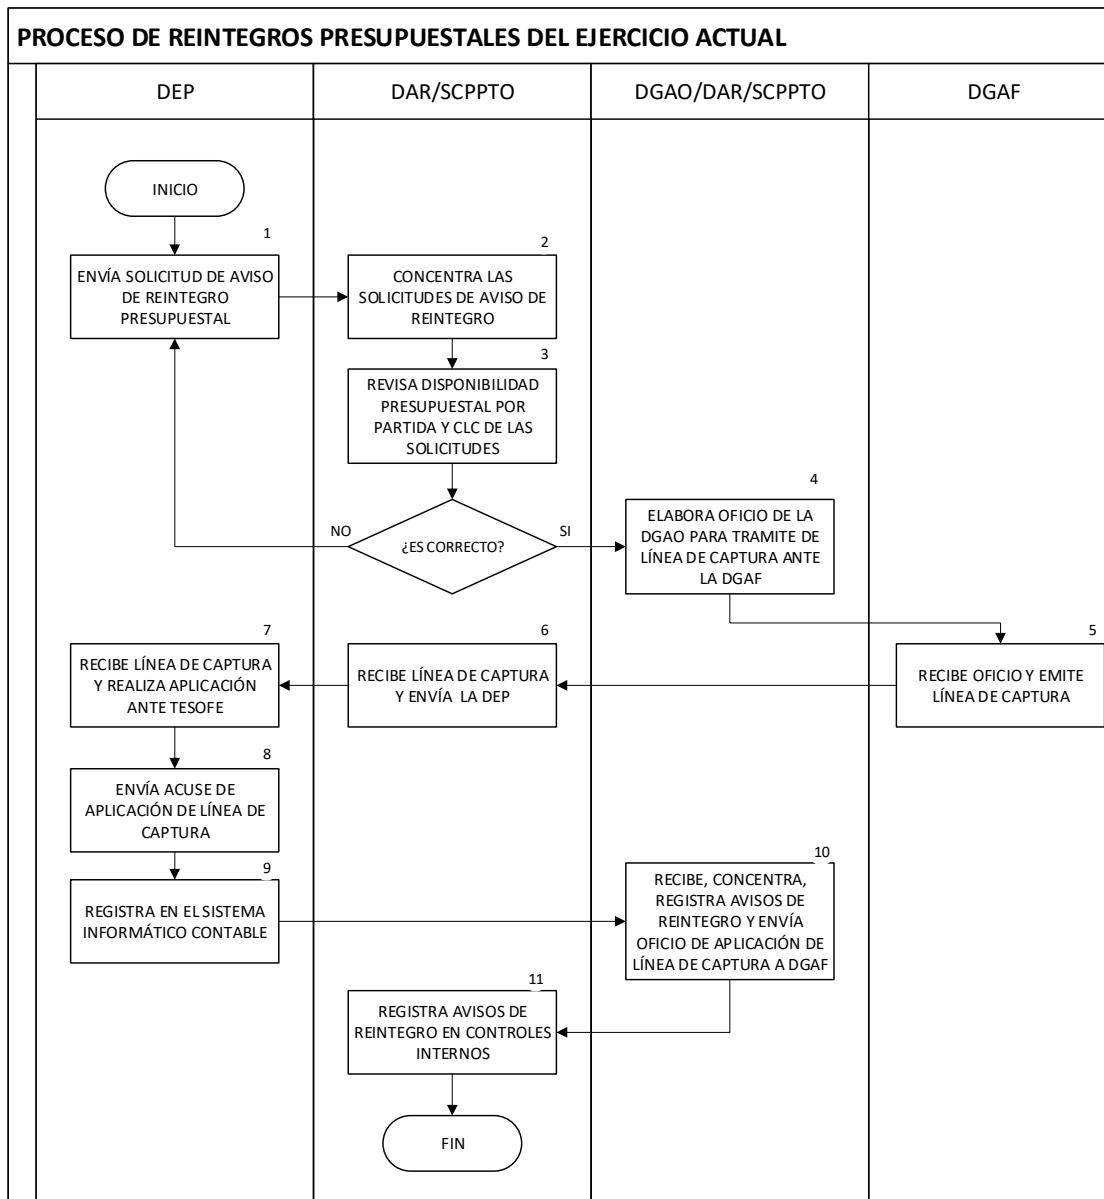 PROCESO DE REINTEGROS PRESUPUESTALES DEL EJERCICIO ACTUAL
DEP
DAR/SCPPTO
DGAO/DAR/SCPPTO
DGAF
INICIO
1
ENVÍA SOLICITUD DE AVISO
DE REINTEGRO
PRESUPUESTAL
2
CONCENTRA LAS
SOLICITUDES DE AVISO DE
REINTEGRO
3
REVISA DISPONIBILIDAD
PRESUPUESTAL POR
PARTIDA Y CLC DE LAS
SOLICITUDES
NO
¿ES CORRECTO?
SI
4
ELABORA OFICIO DE LA
DGAO PARA TRAMITE DE
LÍNEA DE CAPTURA ANTE
LA DGAF
5
RECIBE OFICIO Y EMITE
LÍNEA DE CAPTURA
6
RECIBE LÍNEA DE CAPTURA
Y ENVÍA LA DEP
7
RECIBE LÍNEA DE CAPTURA
Y REALIZA APLICACIÓN
ANTE TESOFE
8
ENVÍA ACUSE DE
APLICACIÓN DE LÍNEA DE
CAPTURA
9
REGISTRA EN EL SISTEMA
INFORMÁTICO CONTABLE
10
RECIBE, CONCENTRA,
REGISTRA AVISOS DE
REINTEGRO Y ENVÍA
OFICIO DE APLICACIÓN DE
LÍNEA DE CAPTURA A DGAF
11
REGISTRA AVISOS DE
REINTEGRO EN CONTROLES
INTERNOS
FIN